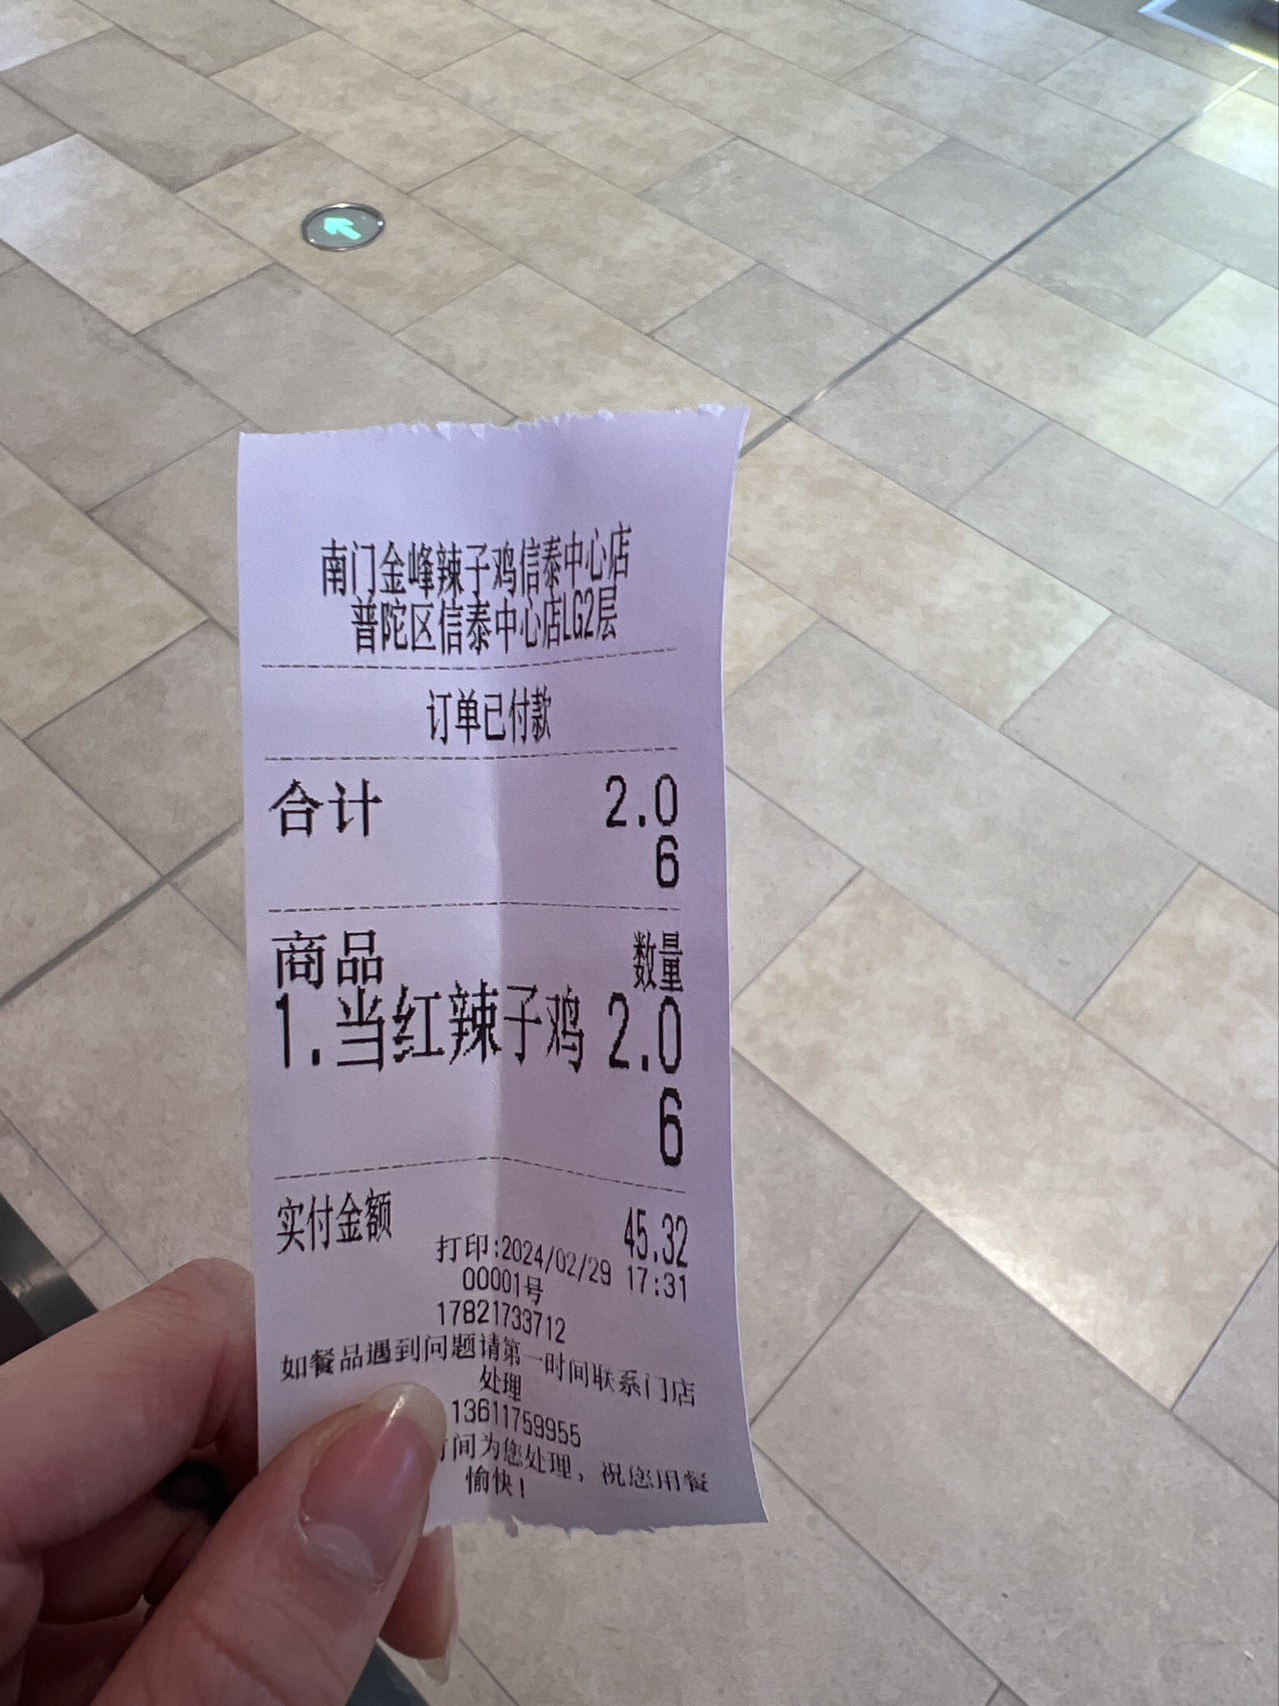 南门金峰辣子鸡信泰中心店
普陀区信泰中心店LG2层
订单已付款
合计 2.0
6
商品 数量
1.当红辣子鸡 2.0
6
实付金额 45.32
打印:2024/02/29 17:31
00001号
17821733712
如餐品遇到问题请第一时间联系门店
处理
13611759955
时间为您处理，祝您用餐
愉快！